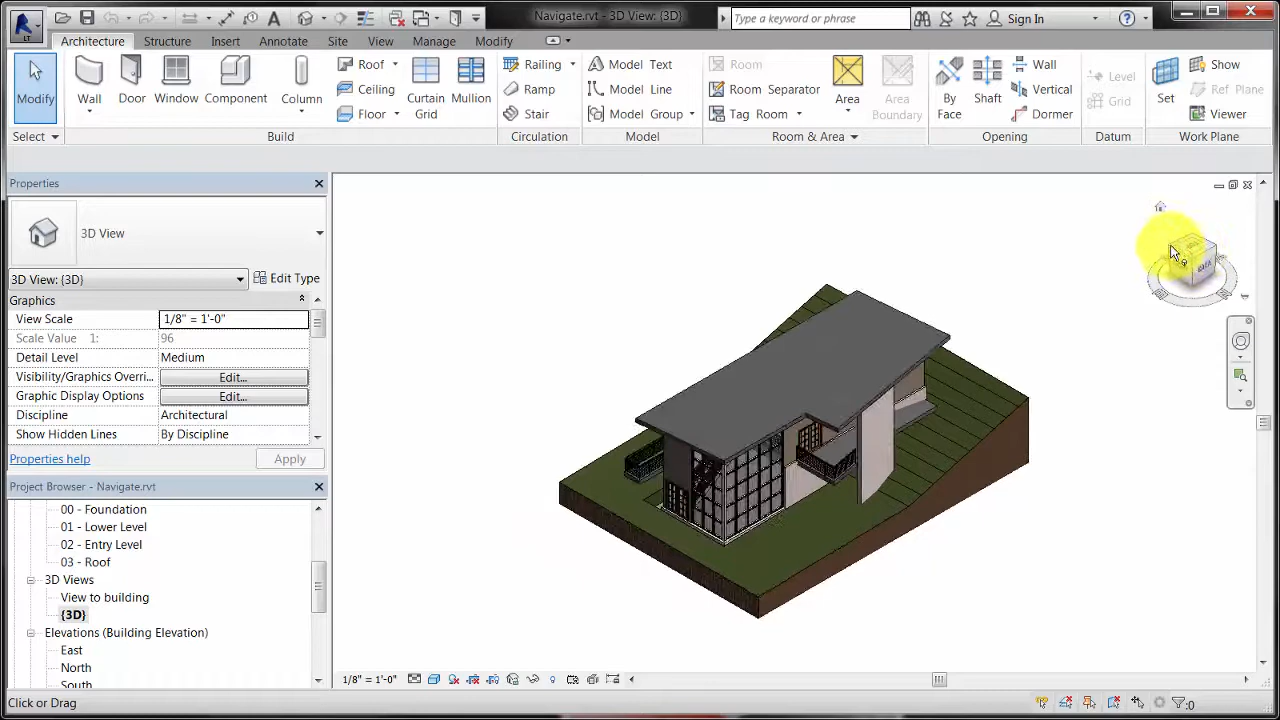 Navigate.rvt - 3D View: {3D}
Type a keyword or phrase
Sign In
LT
Architecture Structure Insert Annotate Site View Manage Modify
Modify
Wall
Door
Window
Component
Column
Roof
Ceiling
Floor
Curtain
Grid
Mullion
Railing
Ramp
Stair
Model Text
Model Line
Model Group
Room
Room Separator
Tag Room
Area
Area
Boundary
By
Face
Shaft
Wall
Vertical
Dormer
Level
Grid
Set
Show
Ref Plane
Viewer
Select Build Circulation Model Room & Area Opening Datum Work Plane
Properties
3D View
3D View: {3D} Edit Type
Graphics
View Scale 1/8" = 1'-0"
Scale Value 1: 96
Detail Level Medium
Visibility/Graphics Overri... Edit...
Graphic Display Options Edit...
Discipline Architectural
Show Hidden Lines By Discipline
Properties help Apply
Project Browser - Navigate.rvt
00 - Foundation
01 - Lower Level
02 - Entry Level
03 - Roof
3D Views
View to building
{3D}
Elevations (Building Elevation)
East
North
South
1/8" = 1'-0"
Click or Drag
:0